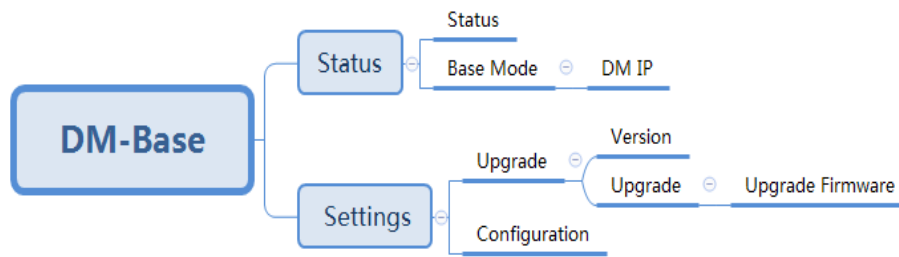 DM-Base
Status
Status
Base Mode
DM IP
Settings
Upgrade
Version
Upgrade
Upgrade Firmware
Configuration